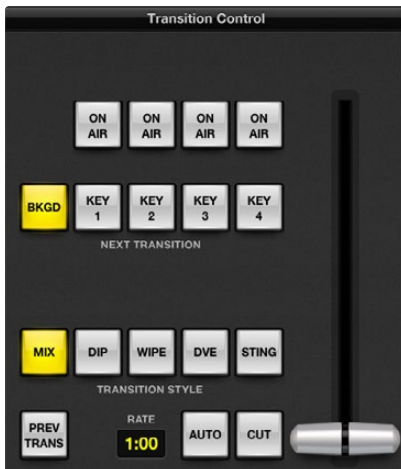 Transition Control
ON AIR ON AIR ON AIR ON AIR
BKGD KEY 1 KEY 2 KEY 3 KEY 4
NEXT TRANSITION
MIX DIP WIPE DVE STING
TRANSITION STYLE
PREV TRANS RATE 1:00 AUTO CUT